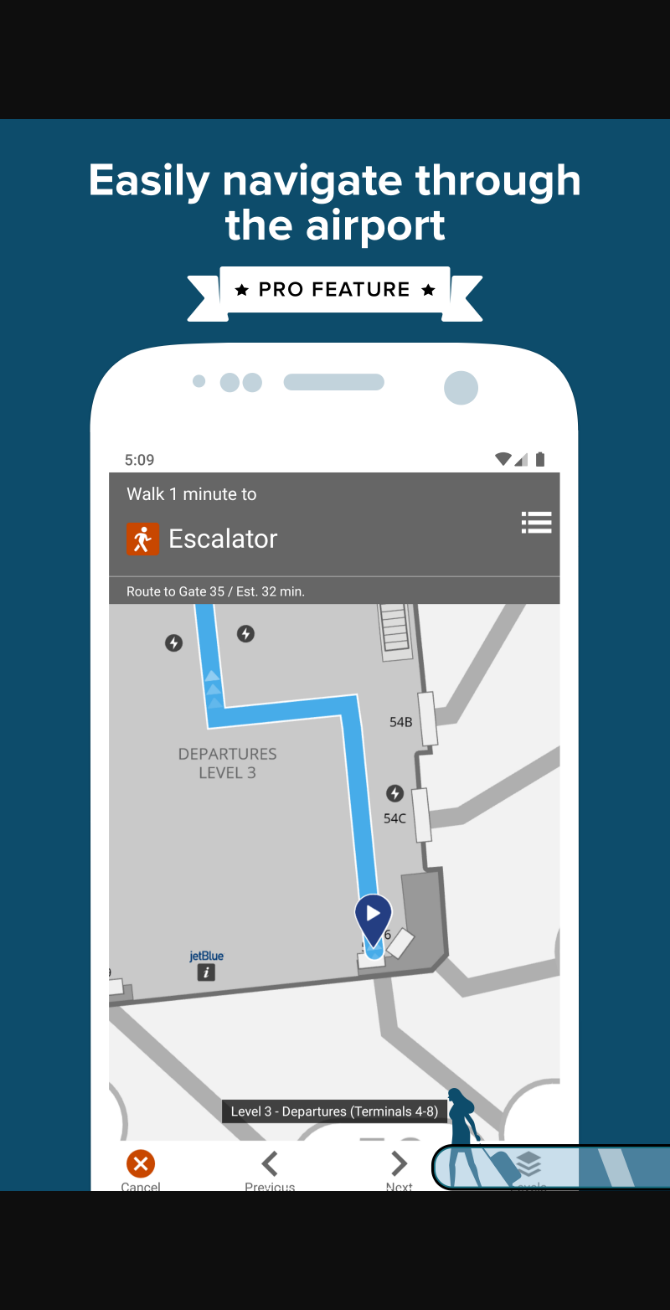 Easily navigate through
the airport
PRO FEATURE
5:09
Walk 1 minute to
Escalator
Route to Gate 35 / Est. 32 min.
54B
DEPARTURES
LEVEL 3
54C
6
jetBlue
i
Level 3 - Departures (Terminals 4-8)
Cancel
Previous
Next
Levels